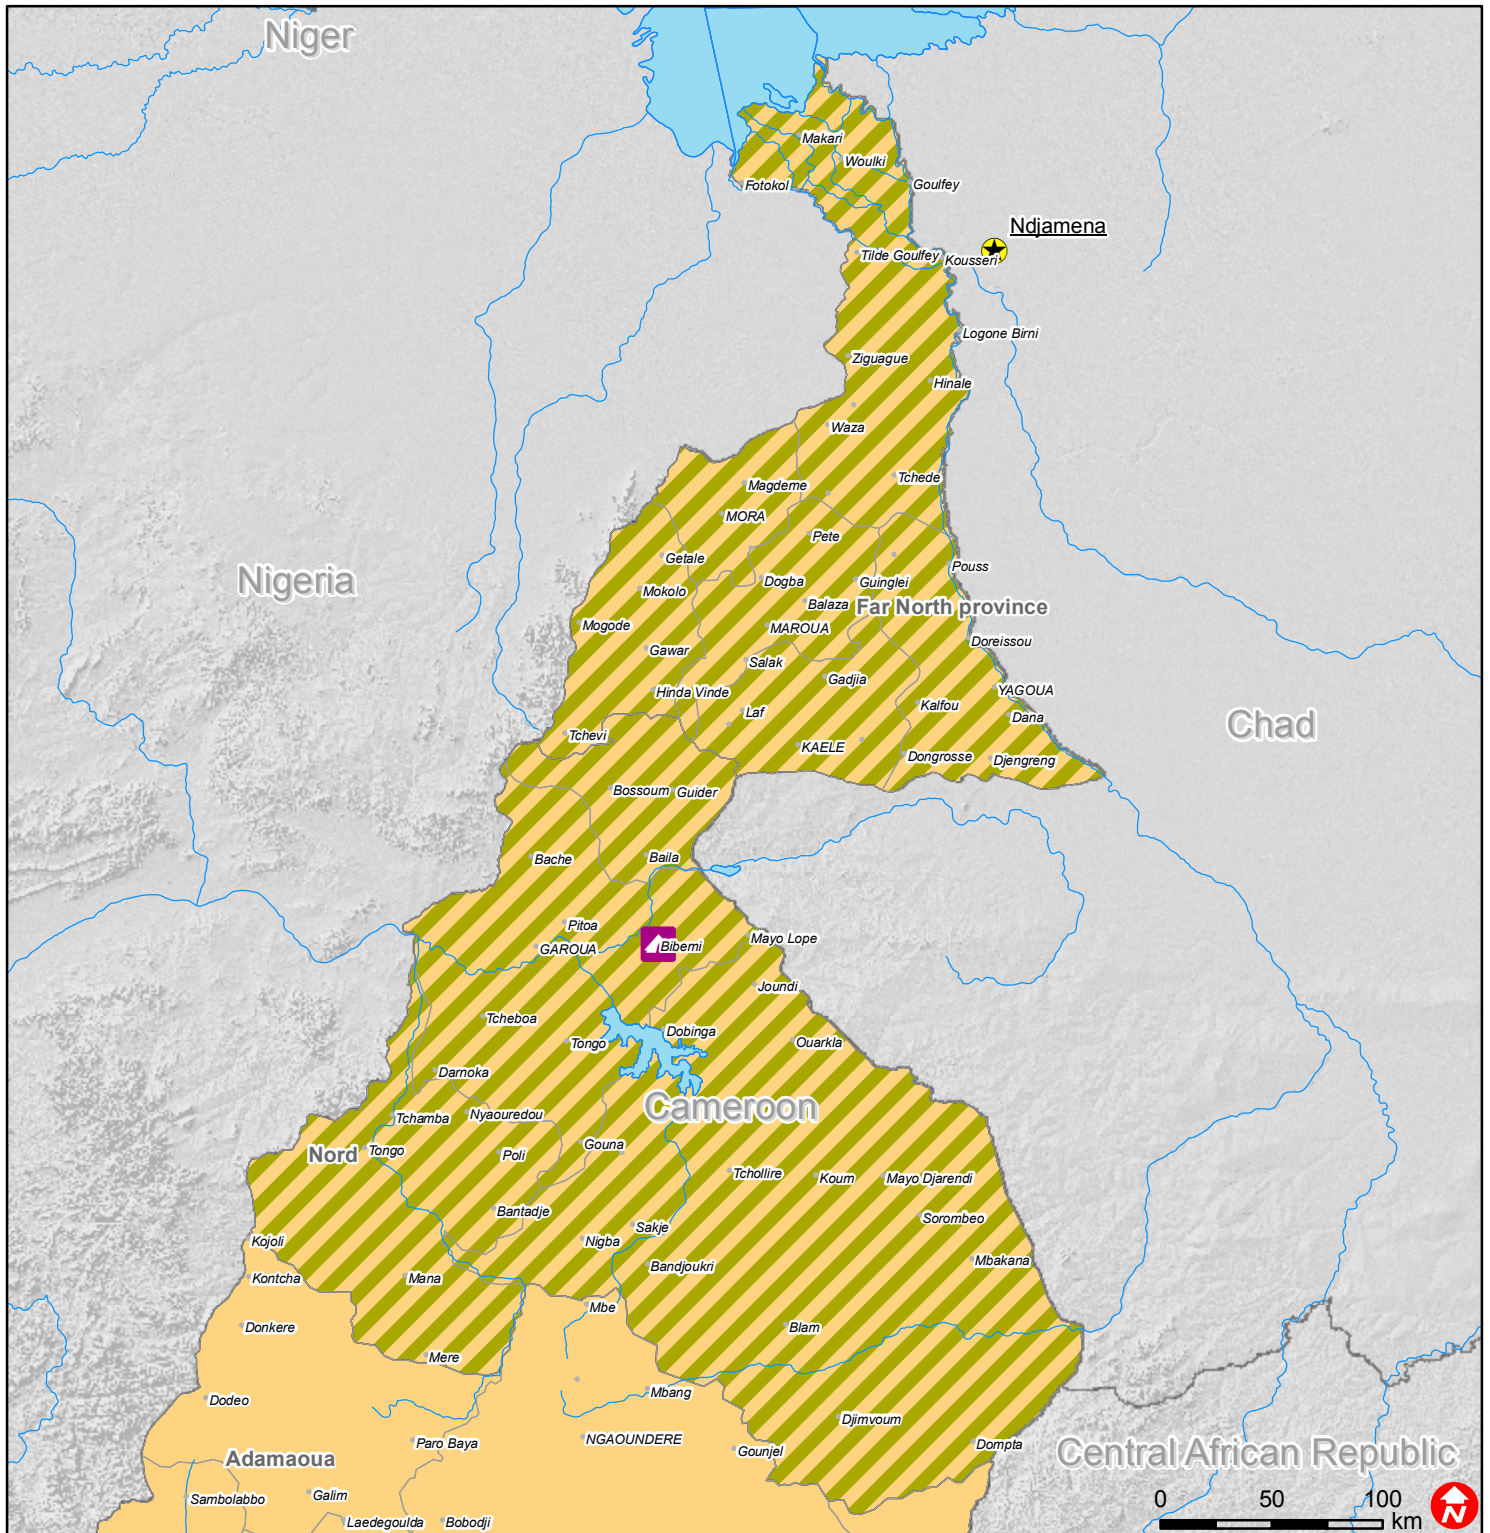 Niger
Makari
Woulki
Fotokol
Goulfey
Ndjamena
Tilde Goulfey
Kousseri
Logone Birni
Ziguague
Hinale
Waza
Tchede
Magdeme
MORA
Pete
Getale
Pouss
Nigeria
Mokolo
Dogba
Guinglei
Balaza
Far North province
Mogode
MAROUA
Doreissou
Gawar
Salak
Gadjia
Hinda Vinde
YAGOUA
Kalfou
Laf
Dana
Chad
Tchevi
KAELE
Dongrosse
Djengreng
Bossoum
Guider
Bache
Baila
Pitoa
GAROUA
Bibemi
Mayo Lope
Joundi
Tcheboa
Tongo
Dobinga
Ouarkla
Darnoka
Cameroon
Tchamba
Nyaouredou
Nord
Tongo
Poli
Gouna
Tchollire
Koum
Mayo Djarendi
Bantadje
Sorombeo
Sakje
Kojoli
Nigba
Bandjoukri
Mbakana
Kontcha
Mana
Mbe
Donkere
Blam
Mere
Dodeo
Mbang
Djimvoum
Paro Baya
NGAOUNDERE
Gounjel
Dompta
Central African Republic
Adamaoua
Sambolabbo
Galim
Laedegoulda
Bobodji
0 50 100
km
N